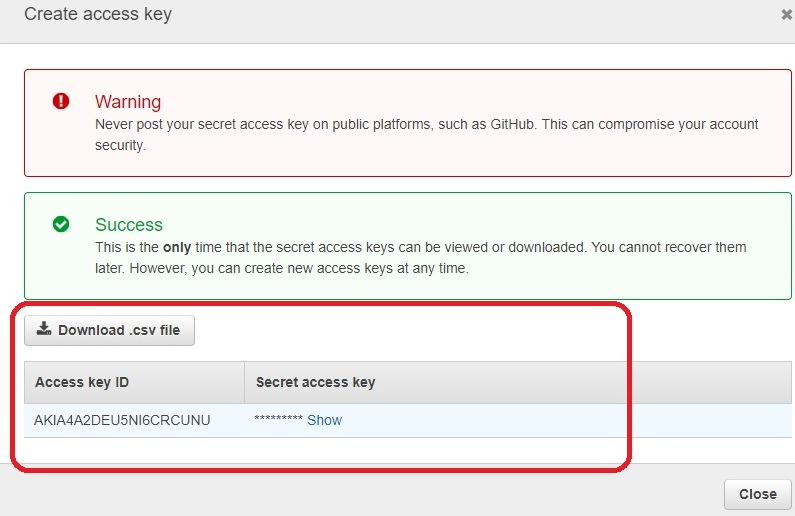 Create access key
Warning
Never post your secret access key on public platforms, such as GitHub. This can compromise your account
security.
Success
This is the only time that the secret access keys can be viewed or downloaded. You cannot recover them
later. However, you can create new access keys at any time.
Download .csv file
Access key ID Secret access key
AKIA4A2DEU5NI6CRCUNU ********* Show
Close